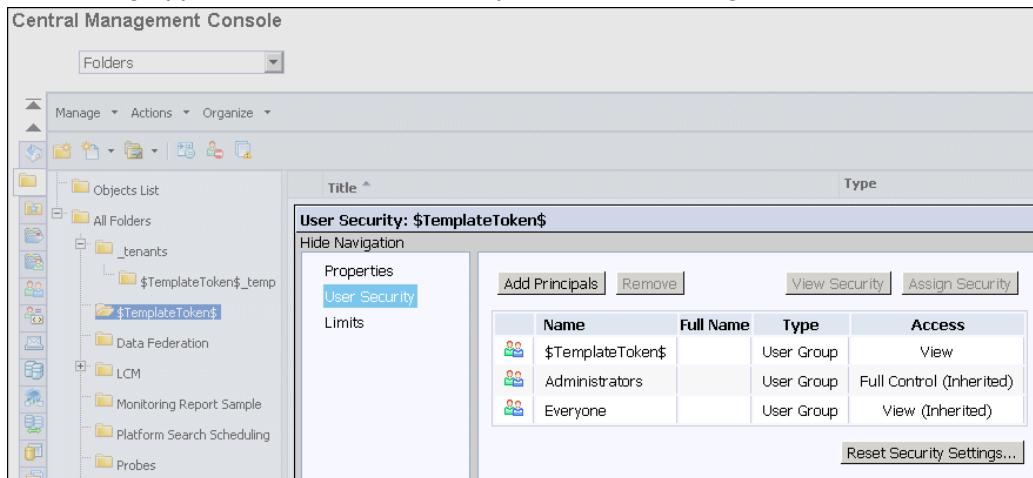 Central Management Console
Folders
Manage Actions Organize
Objects List
All Folders
_tenants
$TemplateToken$_temp
$TemplateToken$
Data Federation
LCM
Monitoring Report Sample
Platform Search Scheduling
Probes
Title Type
User Security: $TemplateToken$
Hide Navigation
Properties
User Security
Limits
Add Principals Remove View Security Assign Security
Name Full Name Type Access
$TemplateToken$ User Group View
Administrators User Group Full Control (Inherited)
Everyone User Group View (Inherited)
Reset Security Settings...